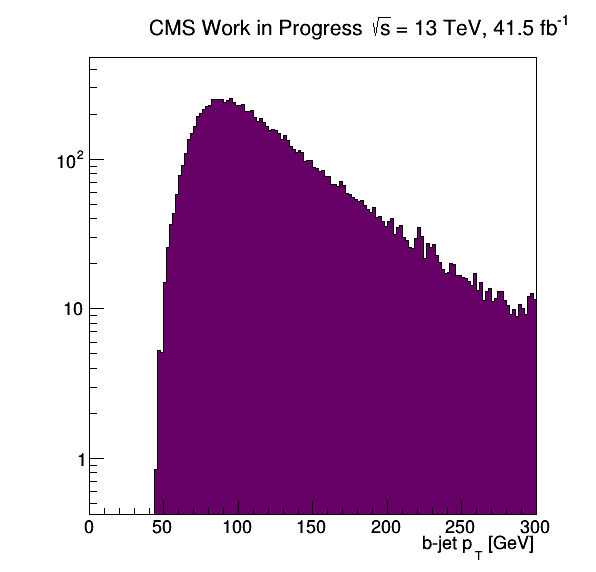 CMS Work in Progress √s = 13 TeV, 41.5 fb⁻¹
10²
10
1
0 50 100 150 200 250 300
b-jet p_T [GeV]